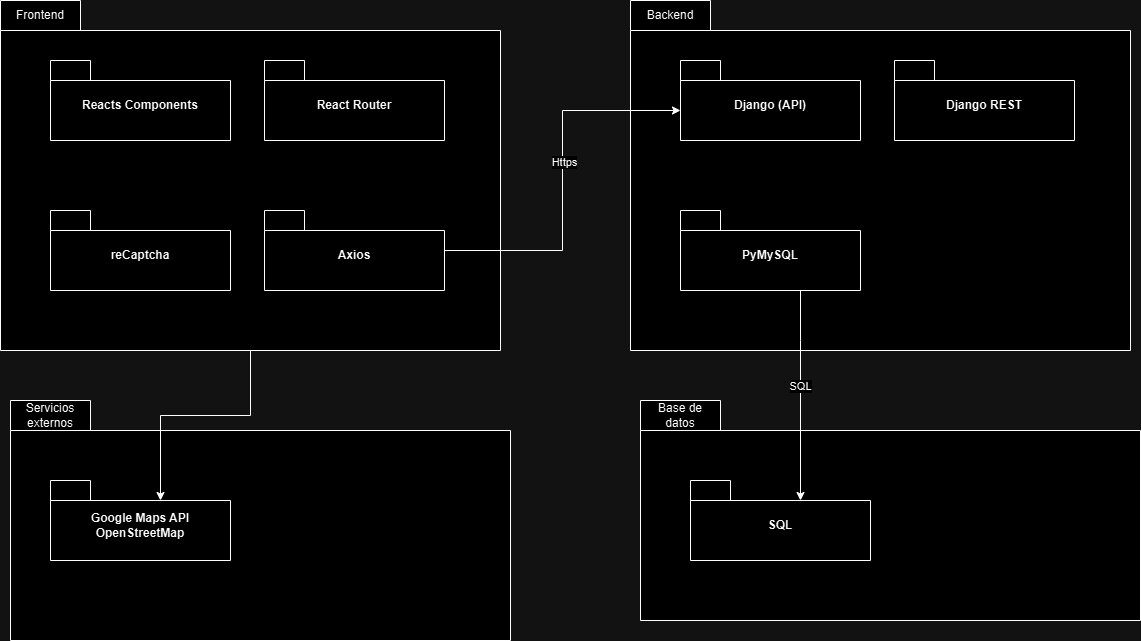 Frontend
Backend
Reacts Components
React Router
Django (API)
Django REST
Https
reCaptcha
Axios
PyMySQL
SQL
Servicios
externos
Base de
datos
Google Maps API
OpenStreetMap
SQL